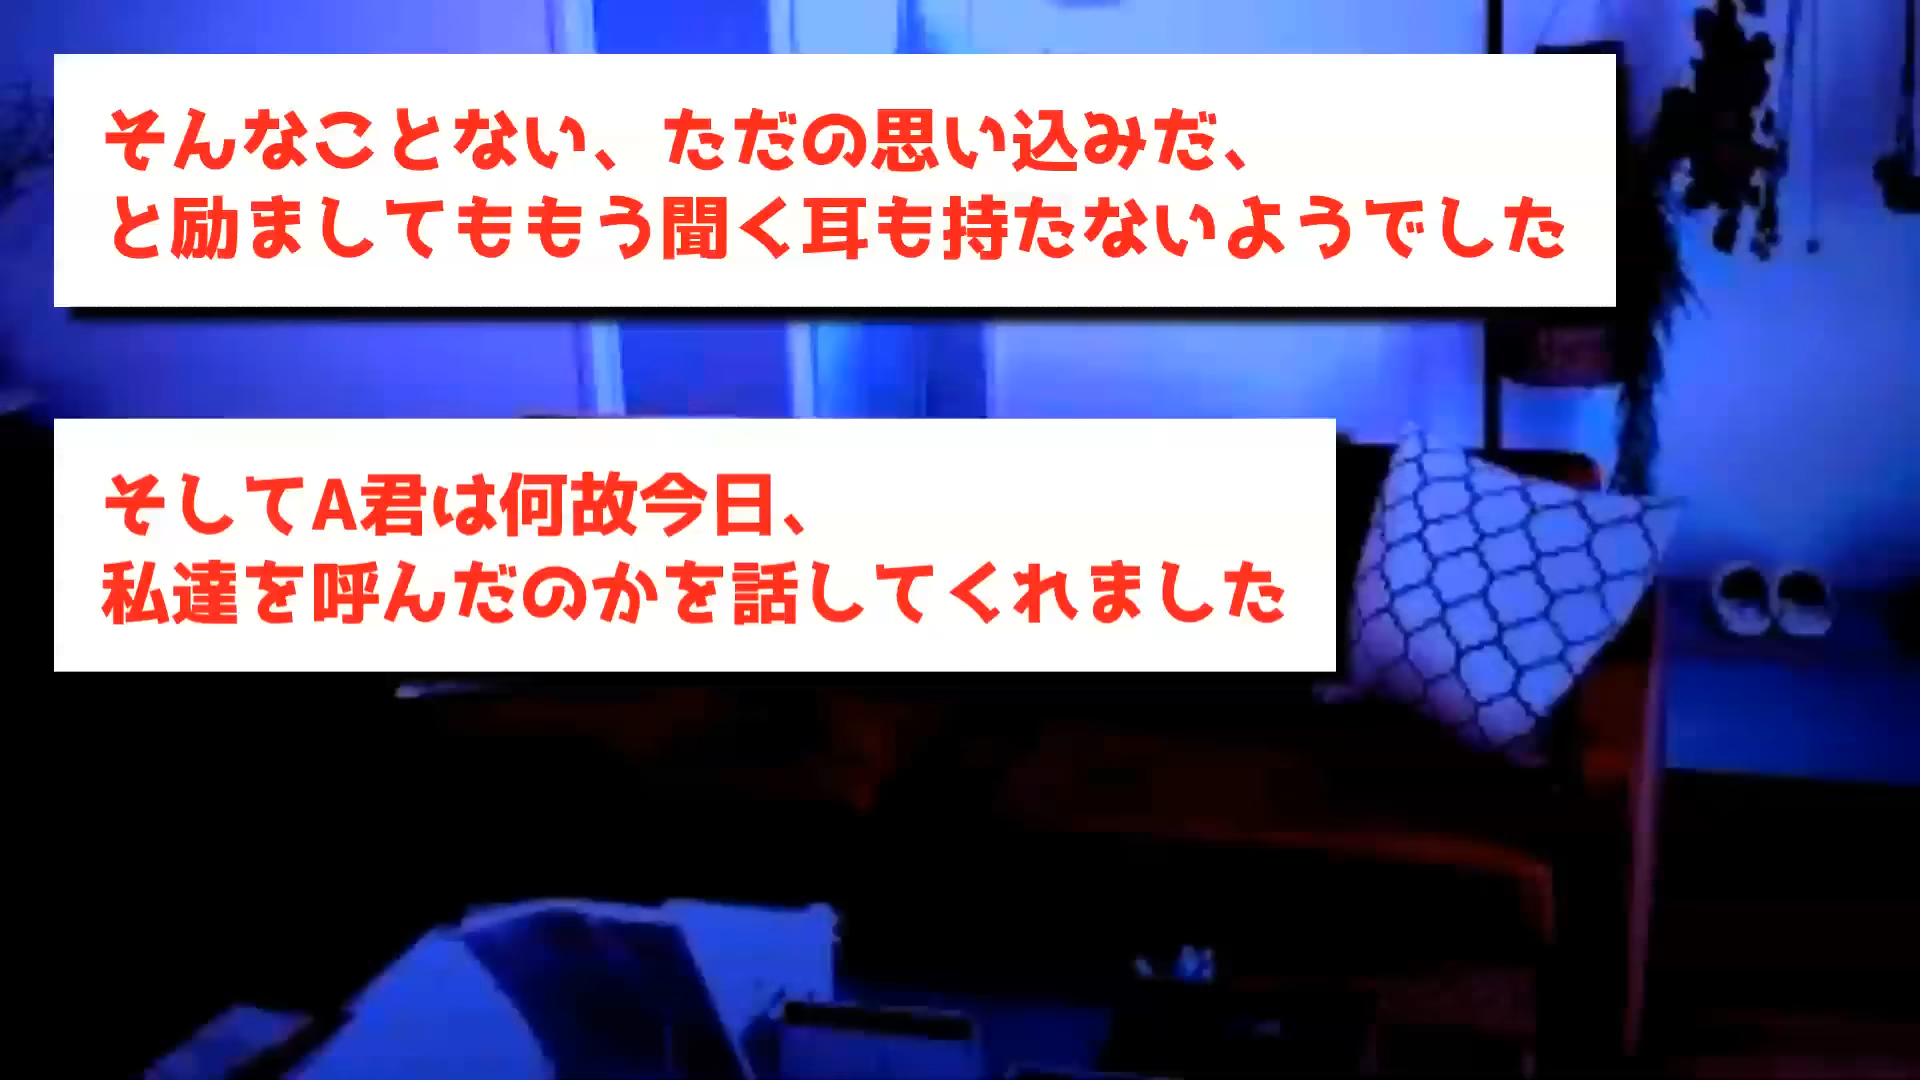 そんなことない、ただの思い込みだ、
と励ましてももう聞く耳も持たないようでした
そしてA君は何故今日、
私達を呼んだのかを話してくれました